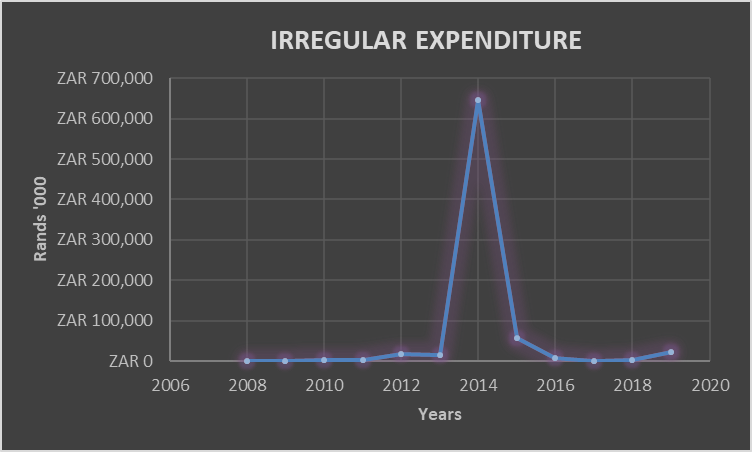 IRREGULAR EXPENDITURE
ZAR 700,000
ZAR 600,000
ZAR 500,000
ZAR 400,000
ZAR 300,000
ZAR 200,000
ZAR 100,000
ZAR 0
Rands '000
2006 2008 2010 2012 2014 2016 2018 2020
Years